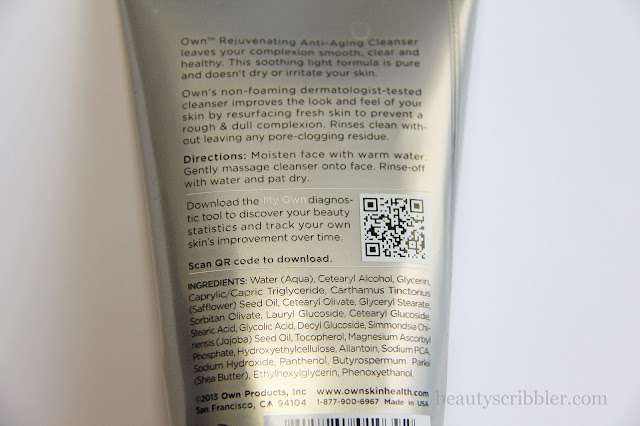 Own™ Rejuvenating Anti-Aging Cleanser
leaves your complexion smooth, clear and
healthy. This soothing light formula is pure
and doesn't dry or irritate your skin.
Own's non-foaming dermatologist-tested
cleanser improves the look and feel of your
skin by resurfacing fresh skin to prevent a
rough & dull complexion. Rinses clean with-
out leaving any pore-clogging residue.
Directions: Moisten face with warm water.
Gently massage cleanser onto face. Rinse-off
with water and pat dry.
Download the My Own diagnos-
tic tool to discover your beauty
statistics and track your own
skin's improvement over time.
Scan QR code to download.
INGREDIENTS: Water (Aqua), Cetearyl Alcohol, Glycerin,
Caprylic/Capric Triglyceride, Carthamus Tinctorius
(Safflower) Seed Oil, Cetearyl Olivate, Glyceryl Stearate,
Sorbitan Olivate, Lauryl Glucoside, Cetearyl Glucoside,
Stearic Acid, Glycolic Acid, Decyl Glucoside, Simmondsia Chi-
nensis (Jojoba) Seed Oil, Tocopherol, Magnesium Ascorbyl
Phosphate, Hydroxyethylcellulose, Allantoin, Sodium PCA,
Sodium Hydroxide, Panthenol, Butyrospermum Parkii
(Shea Butter), Ethylhexylglycerin, Phenoxyethanol.
©2013 Own Products, Inc www.ownskinhealth.com
San Francisco, CA 94104 1-877-900-6967 Made in USA
beautyscribbler.com